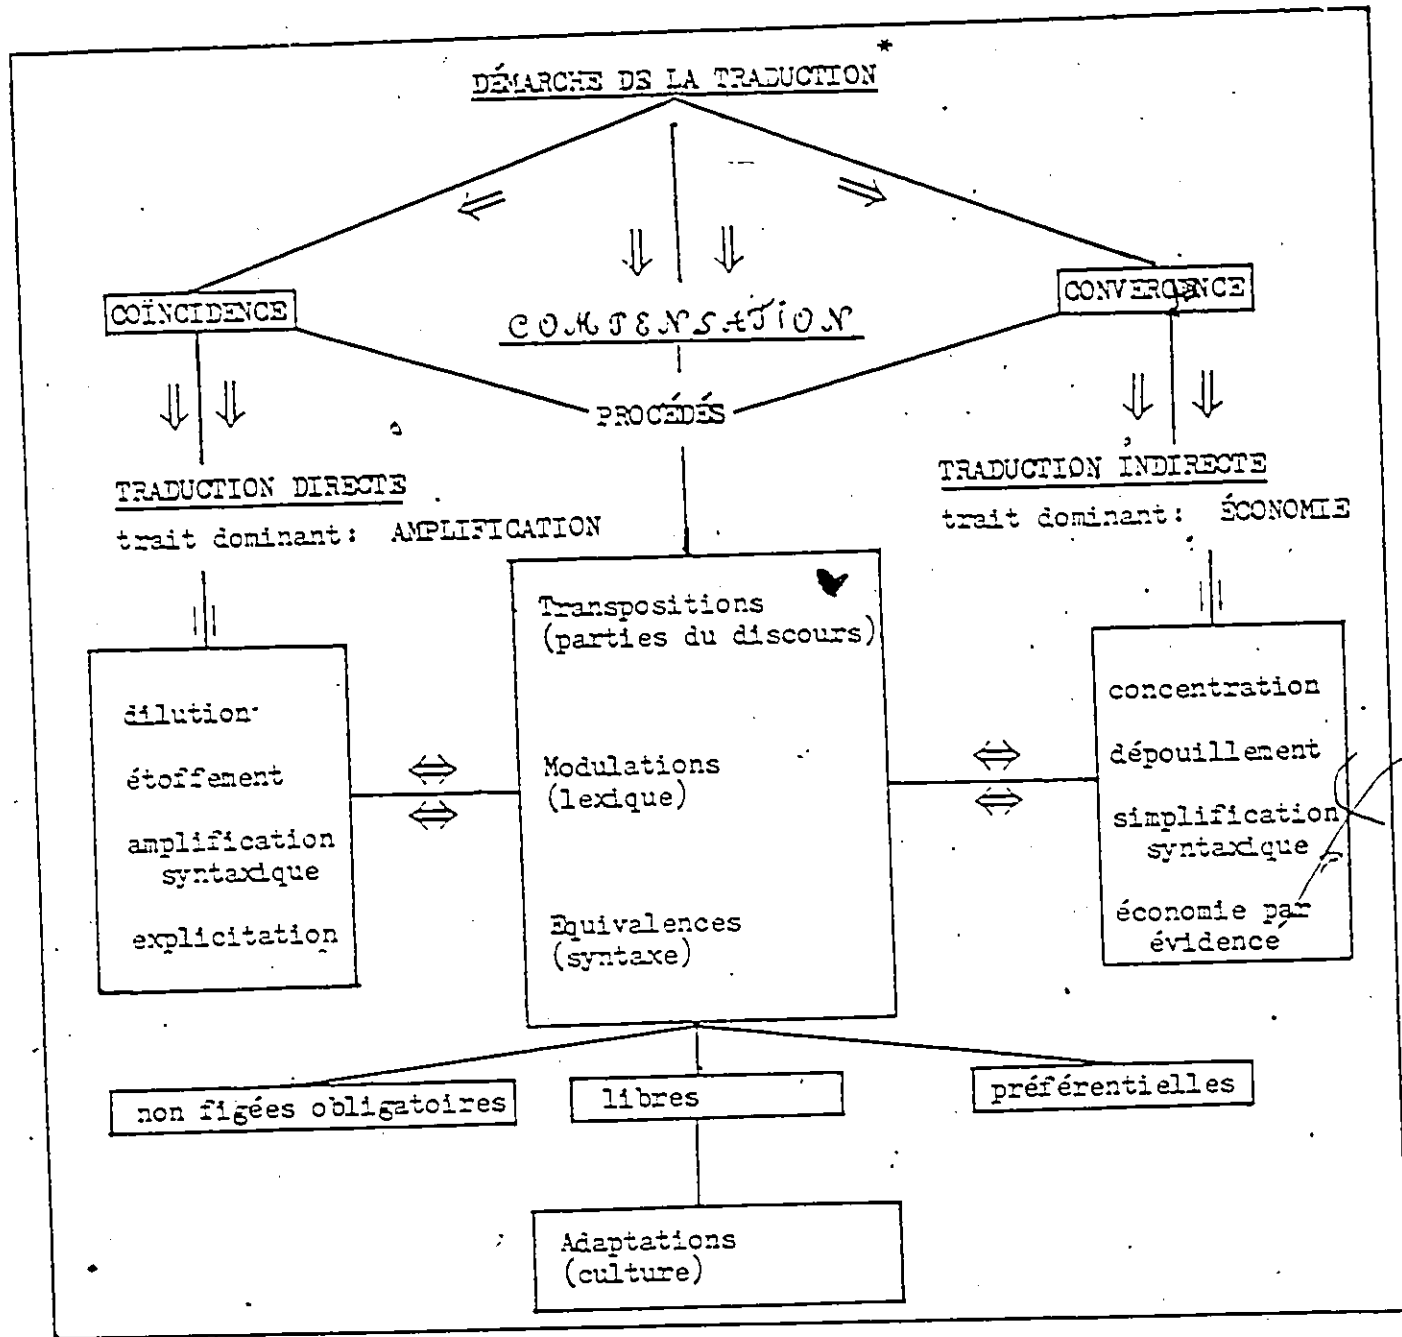 DÉMARCHE DE LA TRADUCTION*
COÏNCIDENCE
COMPENSATION
CONVERGENCE
PROCÉDÉS
TRADUCTION DIRECTE
trait dominant: AMPLIFICATION
TRADUCTION INDIRECTE
trait dominant: ÉCONOMIE
dilution
étoffement
amplification
syntaxique
explicitation
Transpositions
(parties du discours)
Modulations
(lexique)
Equivalences
(syntaxe)
concentration
dépouillement
simplification
syntaxique
économie par
évidence
non figées obligatoires
libres
préférentielles
Adaptations
(culture)